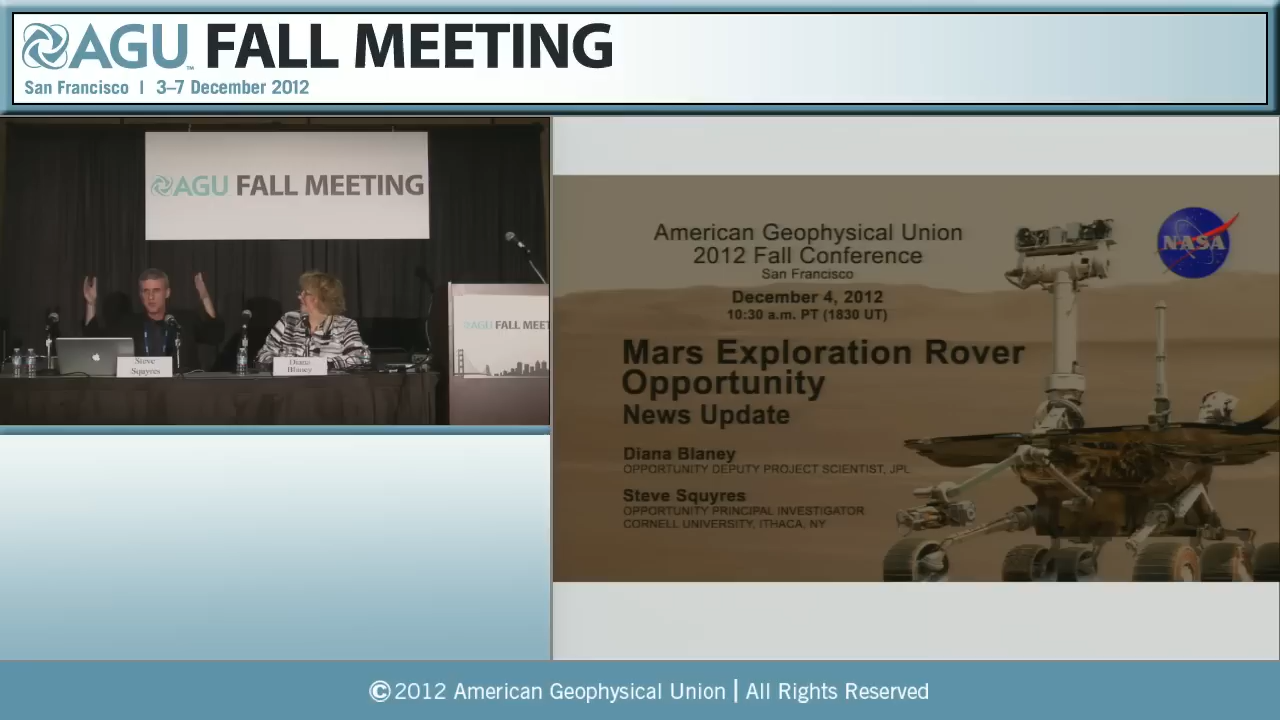 AGU FALL MEETING
San Francisco | 3–7 December 2012
AGU FALL MEETING
AGU FALL MEET
Steve
Squyres
Diana
Blaney
American Geophysical Union
2012 Fall Conference
San Francisco
December 4, 2012
10:30 a.m. PT (1830 UT)
NASA
Mars Exploration Rover
Opportunity
News Update
Diana Blaney
OPPORTUNITY DEPUTY PROJECT SCIENTIST, JPL
Steve Squyres
OPPORTUNITY PRINCIPAL INVESTIGATOR
CORNELL UNIVERSITY, ITHACA, NY
©2012 American Geophysical Union | All Rights Reserved